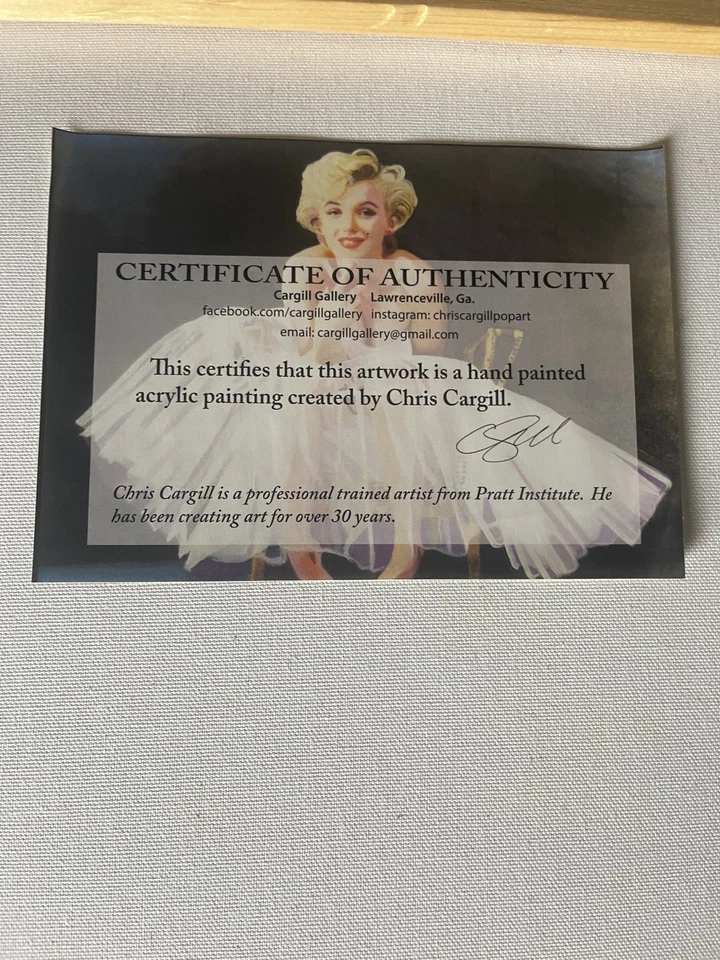 CERTIFICATE OF AUTHENTICITY
Cargill Gallery Lawrenceville, Ga.
facebook.com/cargillgallery instagram: chriscargillpopart
email: cargillgallery@gmail.com
This certifies that this artwork is a hand painted
acrylic painting created by Chris Cargill.
Chris Cargill is a professional trained artist from Pratt Institute. He
has been creating art for over 30 years.